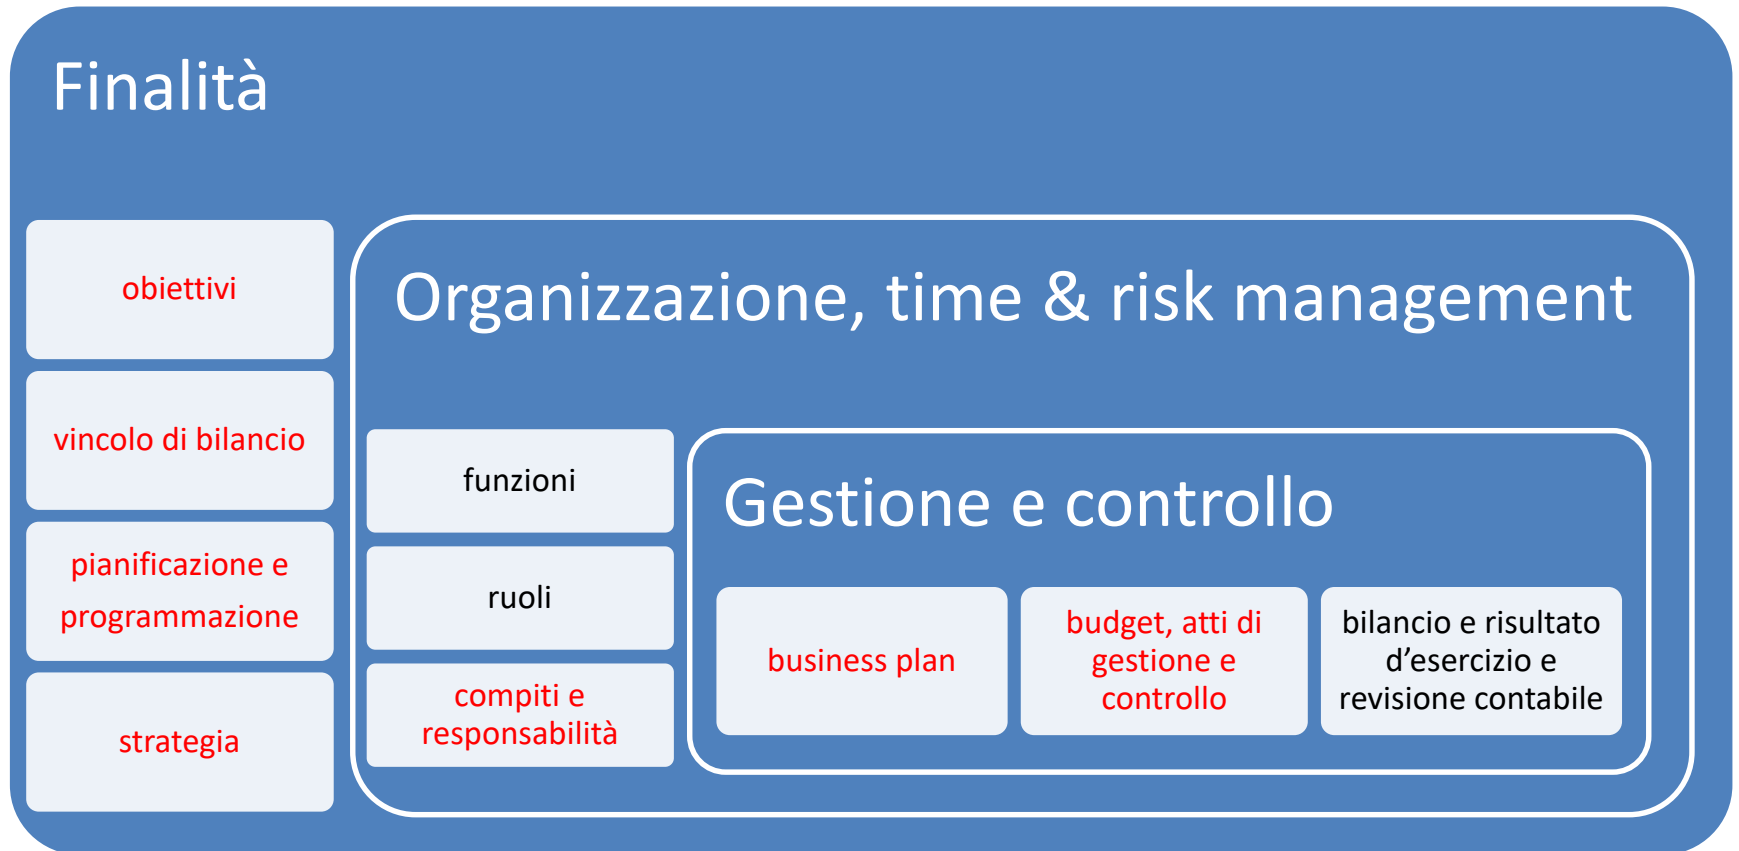 Finalità
obiettivi
vincolo di bilancio
pianificazione e
programmazione
strategia
Organizzazione, time & risk management
funzioni
ruoli
compiti e
responsabilità
Gestione e controllo
business plan
budget, atti di
gestione e
controllo
bilancio e risultato
d’esercizio e
revisione contabile